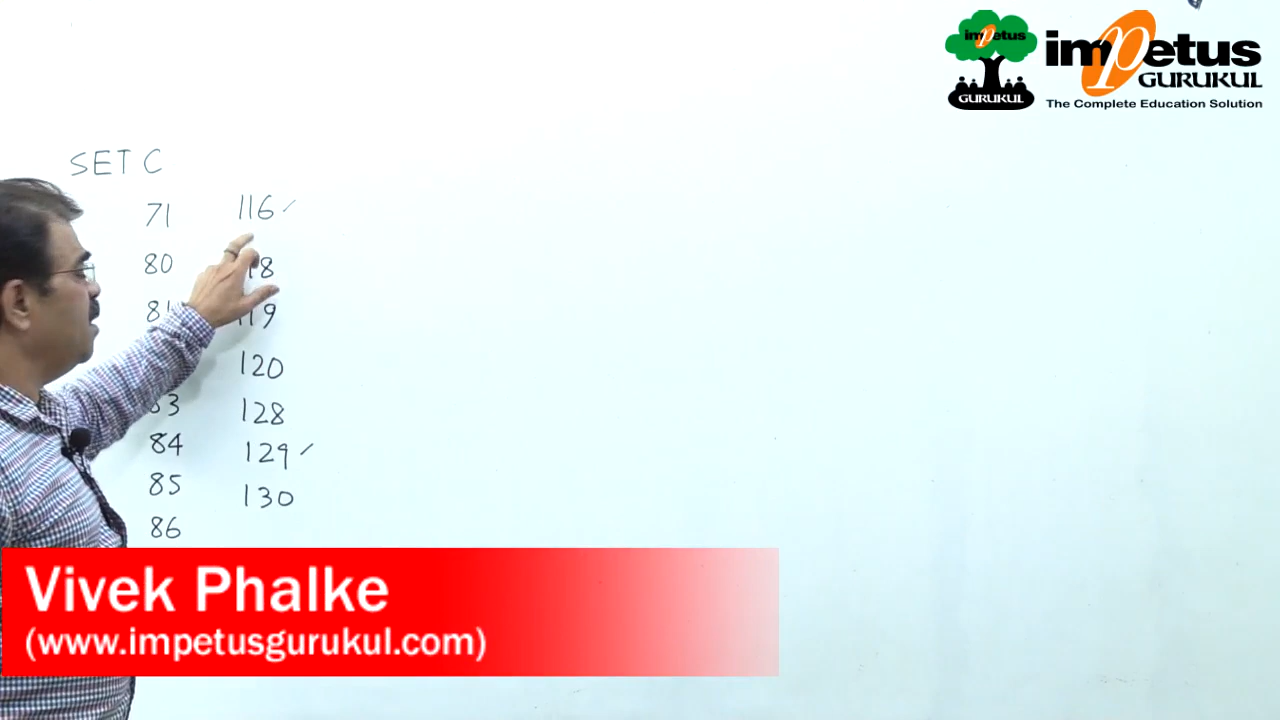 impetus
GURUKUL
impetus
GURUKUL
The Complete Education Solution
SET C
71 116 ✓
80
119
120
128
84 129 ✓
85 130
86
Vivek Phalke
(www.impetusgurukul.com)